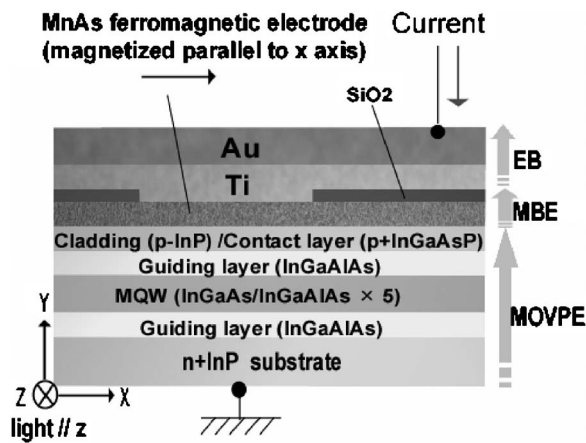 MnAs ferromagnetic electrode
(magnetized parallel to x axis)
Current
SiO2
Au
Ti
EB
MBE
Cladding (p-InP) /Contact layer (p+InGaAsP)
Guiding layer (InGaAlAs)
MQW (InGaAs/InGaAlAs × 5)
MOVPE
Guiding layer (InGaAlAs)
n+InP substrate
Y
Z
X
light // z